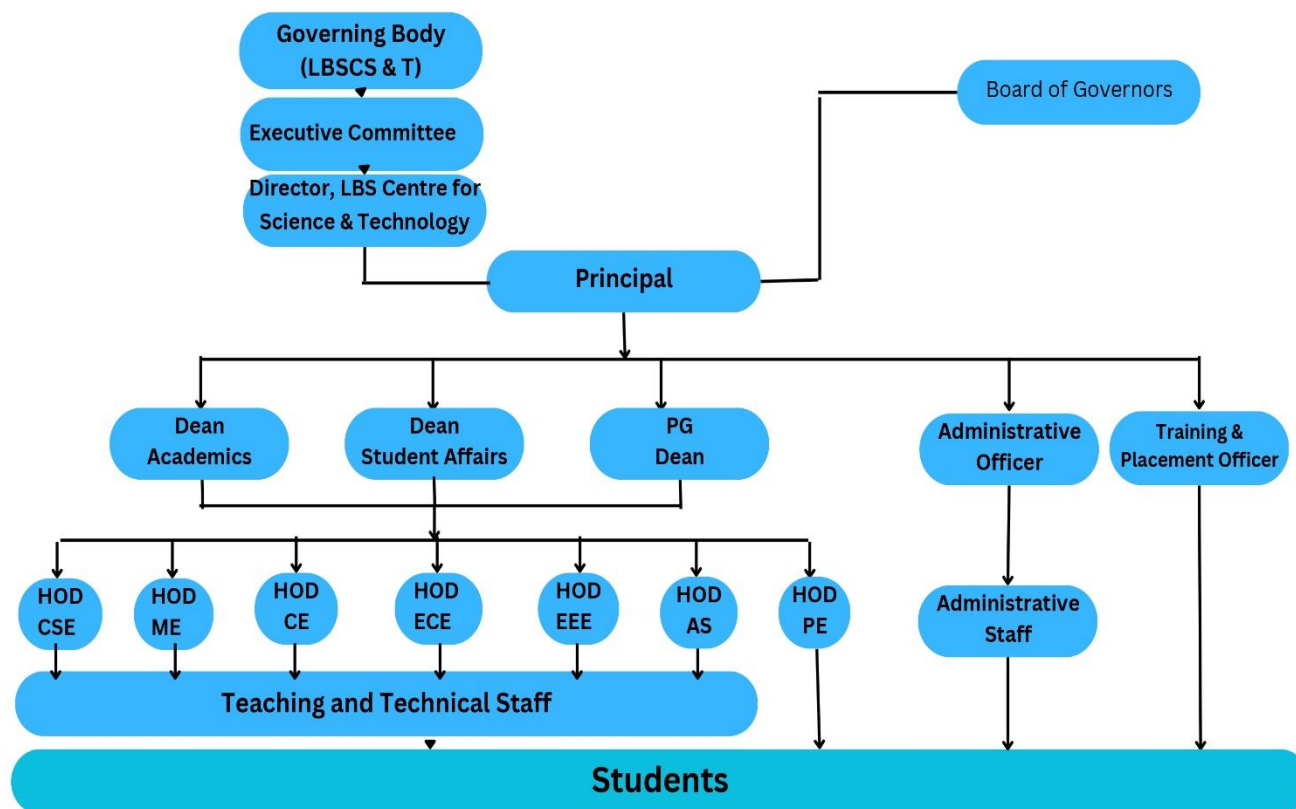 Governing Body
(LBSCS & T)
Board of Governors
Executive Committee
Director, LBS Centre for
Science & Technology
Principal
Dean
Academics
Dean
Student Affairs
PG
Dean
Administrative
Officer
Training &
Placement Officer
HOD
CSE
HOD
ME
HOD
CE
HOD
ECE
HOD
EEE
HOD
AS
HOD
PE
Administrative
Staff
Teaching and Technical Staff
Students